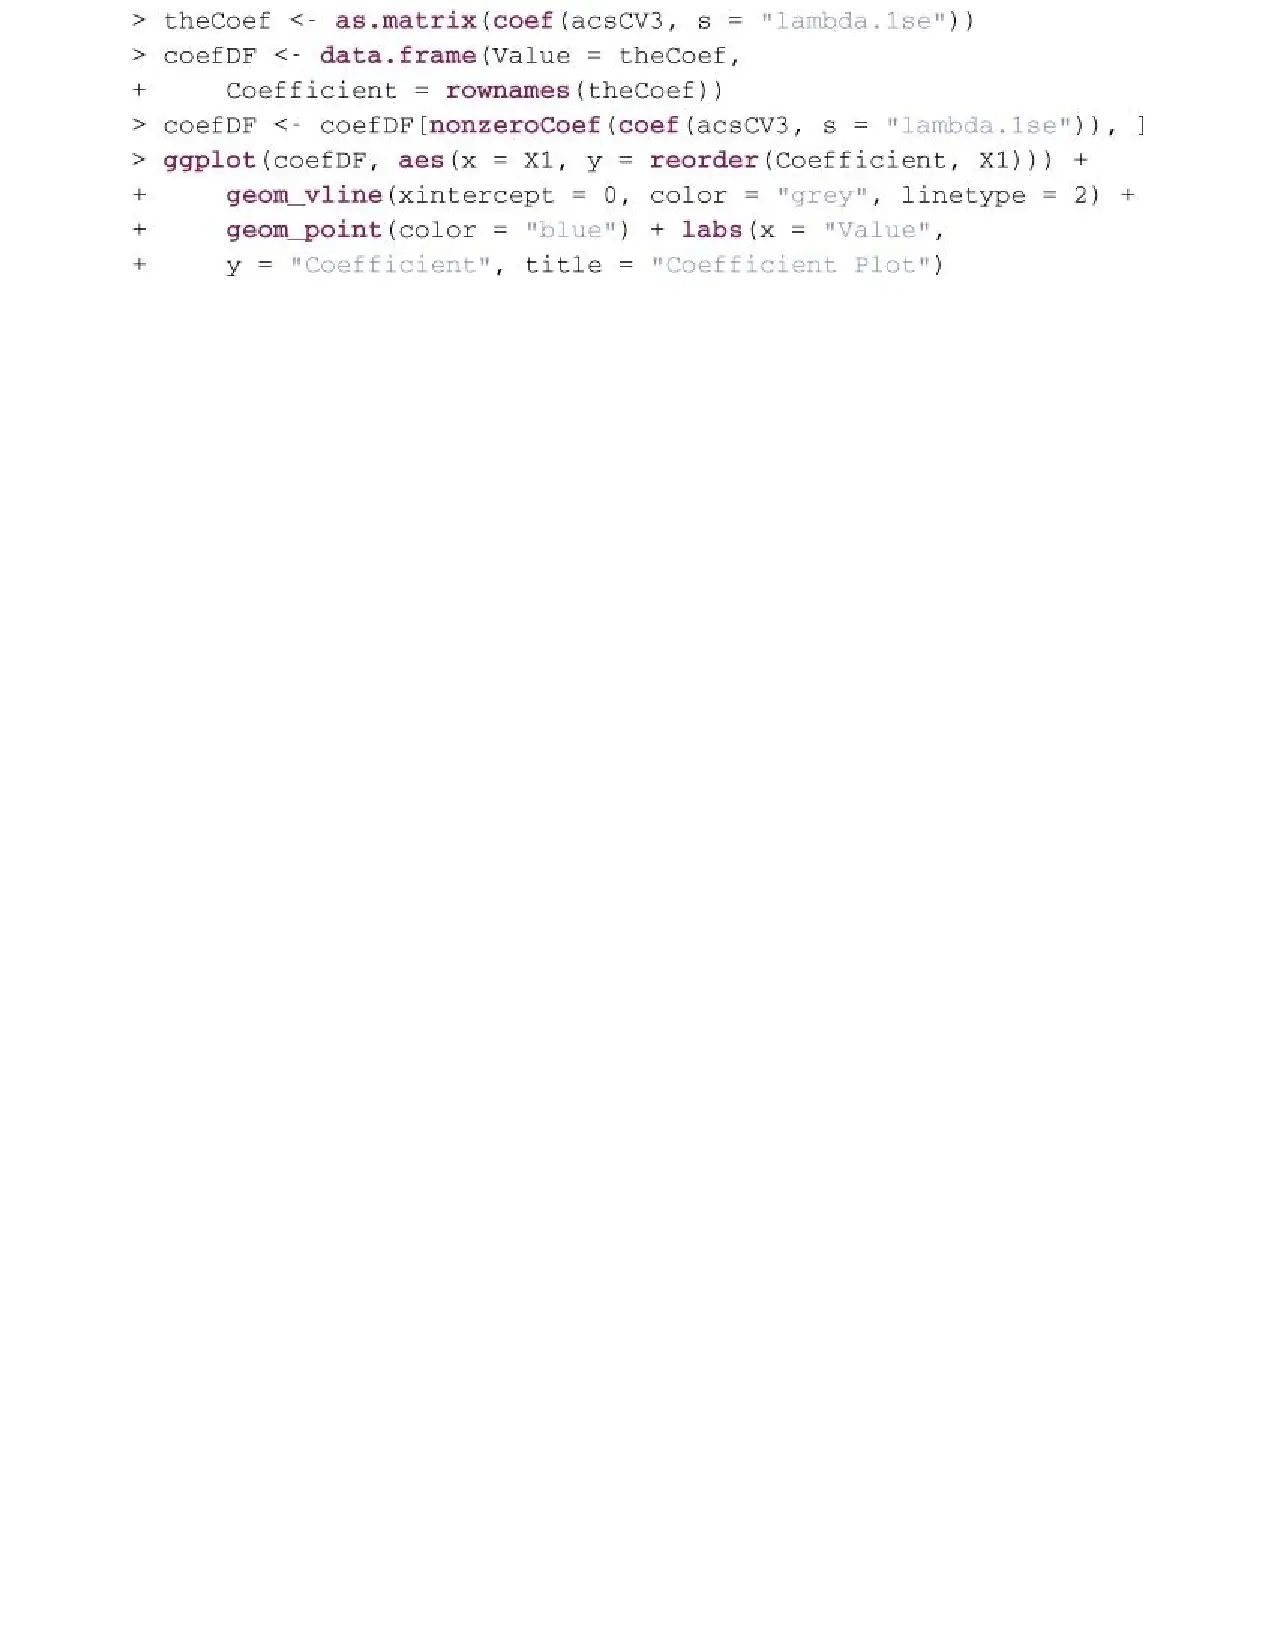 > theCoef <- as.matrix(coef(acsCV3, s = "lambda.1se"))
> coefDF <- data.frame(Value = theCoef,
+     Coefficient = rownames(theCoef))
> coefDF <- coefDF[nonzeroCoef(coef(acsCV3, s = "lambda.1se")), ]
> ggplot(coefDF, aes(x = X1, y = reorder(Coefficient, X1))) +
+     geom_vline(xintercept = 0, color = "grey", linetype = 2) +
+     geom_point(color = "blue") + labs(x = "Value",
+     y = "Coefficient", title = "Coefficient Plot")